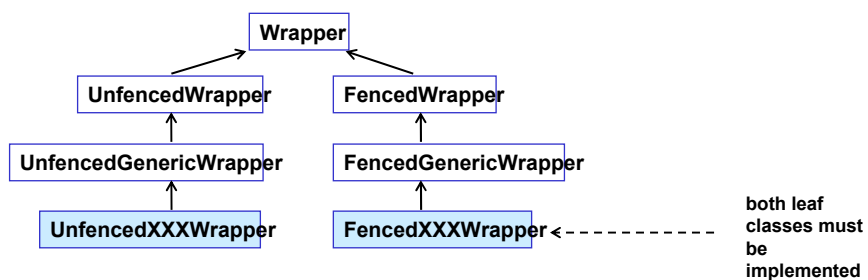 Wrapper
UnfencedWrapper
FencedWrapper
UnfencedGenericWrapper
FencedGenericWrapper
UnfencedXXXWrapper
FencedXXXWrapper
both leaf
classes must
be
implemented